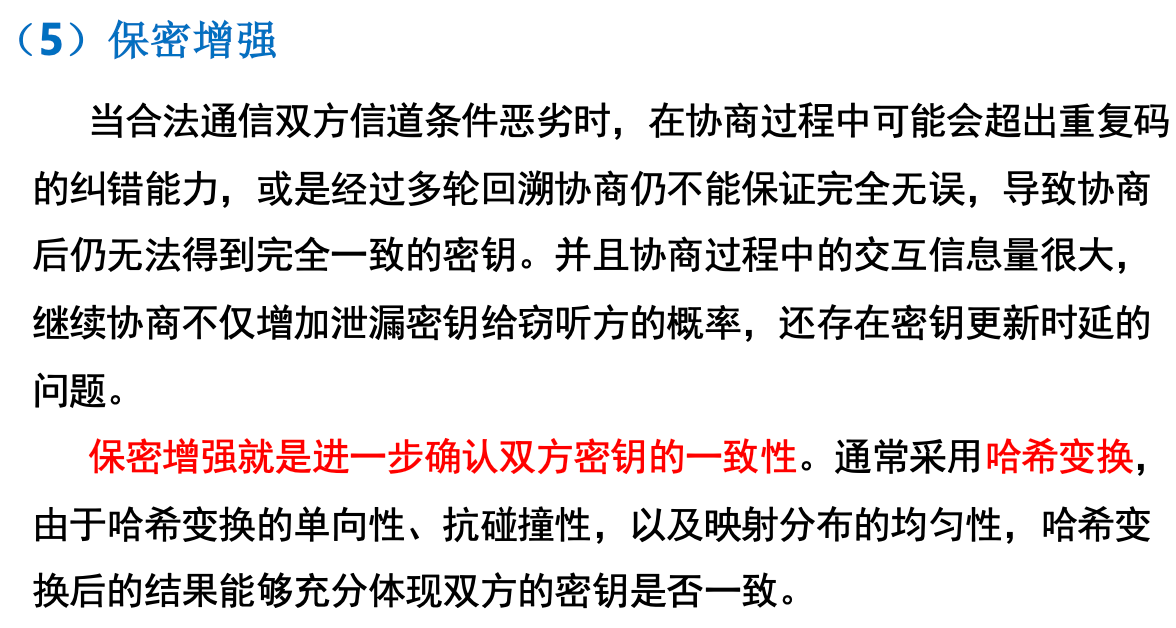 （5）保密增强
当合法通信双方信道条件恶劣时，在协商过程中可能会超出重复码
的纠错能力，或是经过多轮回溯协商仍不能保证完全无误，导致协商
后仍无法得到完全一致的密钥。并且协商过程中的交互信息量很大，
继续协商不仅增加泄漏密钥给窃听方的概率，还存在密钥更新时延的
问题。
保密增强就是进一步确认双方密钥的一致性。通常采用哈希变换，
由于哈希变换的单向性、抗碰撞性，以及映射分布的均匀性，哈希变
换后的结果能够充分体现双方的密钥是否一致。